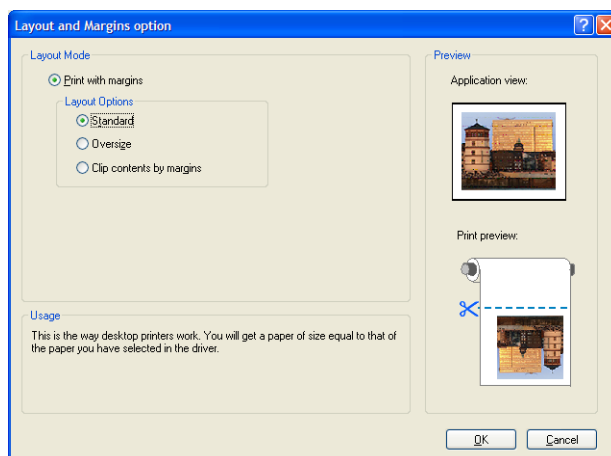 Layout and Margins option
Layout Mode
Print with margins
Layout Options
Standard
Oversize
Clip contents by margins
Usage
This is the way desktop printers work. You will get a paper of size equal to that of
the paper you have selected in the driver.
Preview
Application view:
Print preview:
OK
Cancel